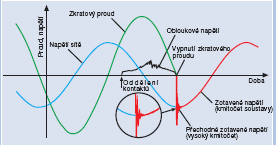 Zkratový proud
Proud, napětí
Napětí sítě
Obloukové napětí
Vypnutí zkratového
proudu
Oddělení
kontaktů
Doba
Zotavené napětí
(kmitočet soustavy)
Přechodné zotavené napětí
(vysoký kmitočet)